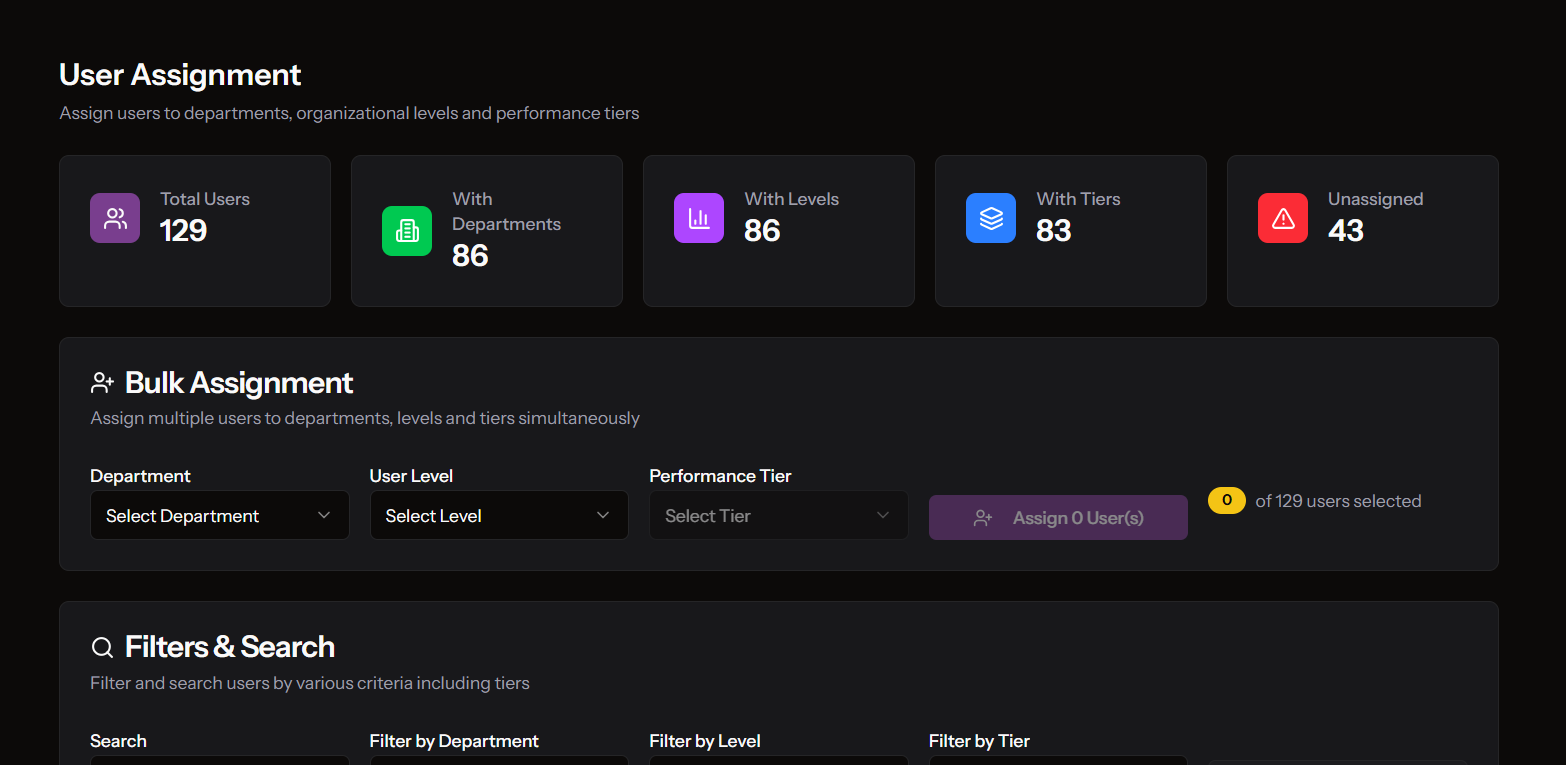 User Assignment
Assign users to departments, organizational levels and performance tiers
Total Users
129
With
Departments
86
With Levels
86
With Tiers
83
Unassigned
43
Bulk Assignment
Assign multiple users to departments, levels and tiers simultaneously
Department
Select Department
User Level
Select Level
Performance Tier
Select Tier
Assign 0 User(s)
0 of 129 users selected
Filters & Search
Filter and search users by various criteria including tiers
Search
Filter by Department
Filter by Level
Filter by Tier